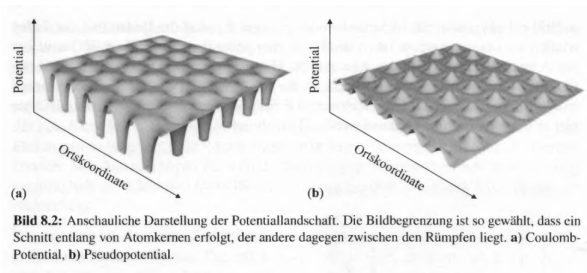 Potential
Ortskoordinate
(a)
Potential
Ortskoordinate
(b)
Bild 8.2: Anschauliche Darstellung der Potentiallandschaft. Die Bildbegrenzung ist so gewählt, dass ein
Schnitt entlang von Atomkernen erfolgt, der andere dagegen zwischen den Rümpfen liegt. a) Coulomb-
Potential, b) Pseudopotential.